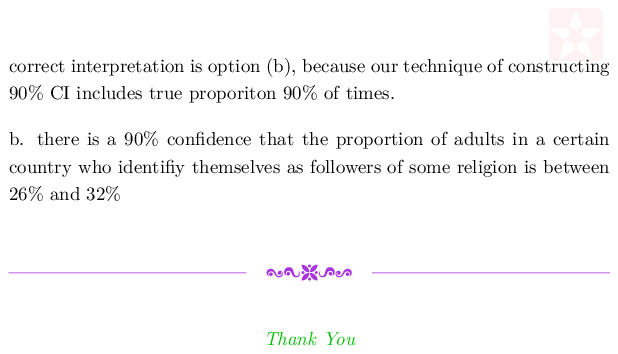 correct interpretation is option (b), because our technique of constructing
90% CI includes true proporiton 90% of times.
b. there is a 90% confidence that the proportion of adults in a certain
country who identifiy themselves as followers of some religion is between
26% and 32%
Thank You